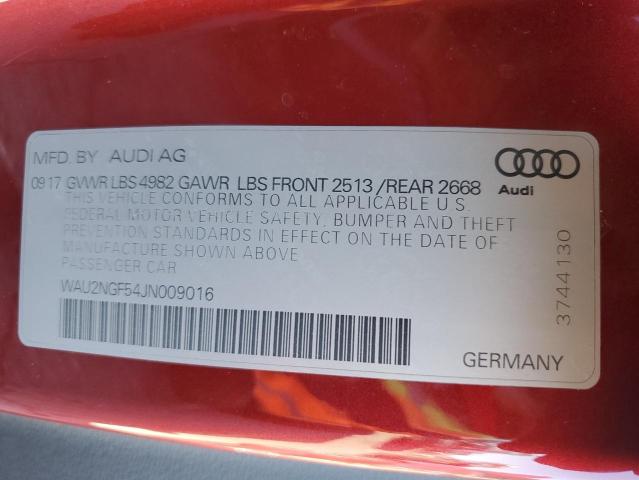 MFD. BY AUDI AG
09 17 GVWR LBS 4982 GAWR LBS FRONT 2513 /REAR 2668
THIS VEHICLE CONFORMS TO ALL APPLICABLE U.S.
FEDERAL MOTOR VEHICLE SAFETY, BUMPER AND THEFT
PREVENTION STANDARDS IN EFFECT ON THE DATE OF
MANUFACTURE SHOWN ABOVE
PASSENGER CAR
WAU2NGF54JN009016
Audi
3744130
GERMANY